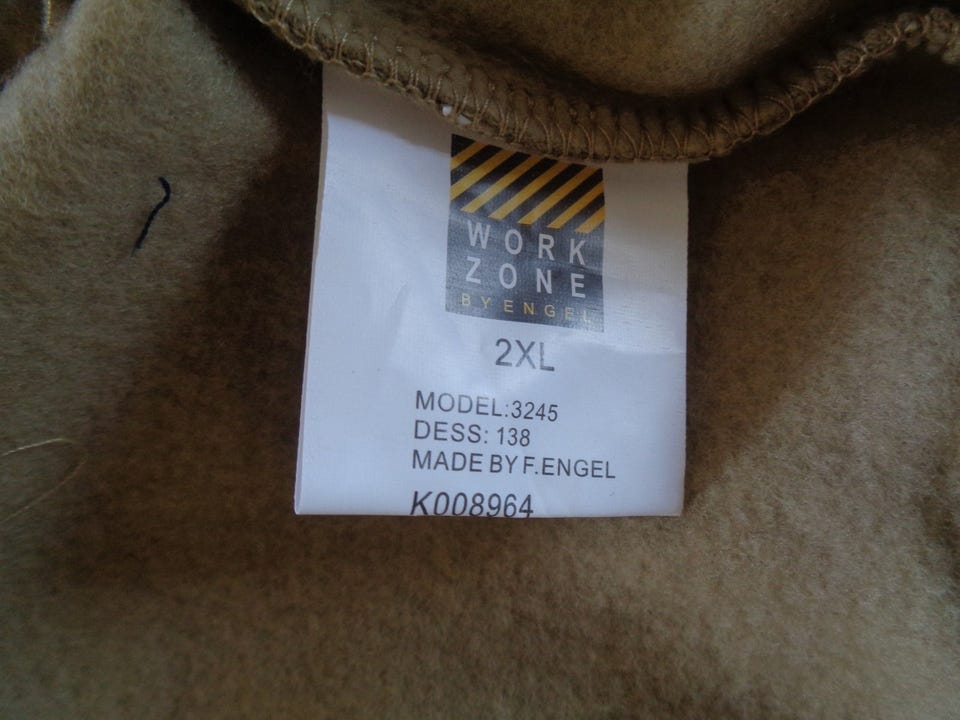 WORK
ZONE
BY ENGEL
2XL
MODEL:3245
DESS: 138
MADE BY F.ENGEL
K008964